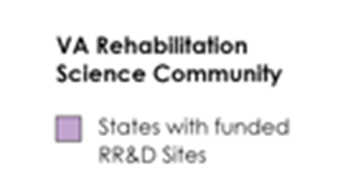 VA Rehabilitation
Science Community
States with funded
RR&D Sites